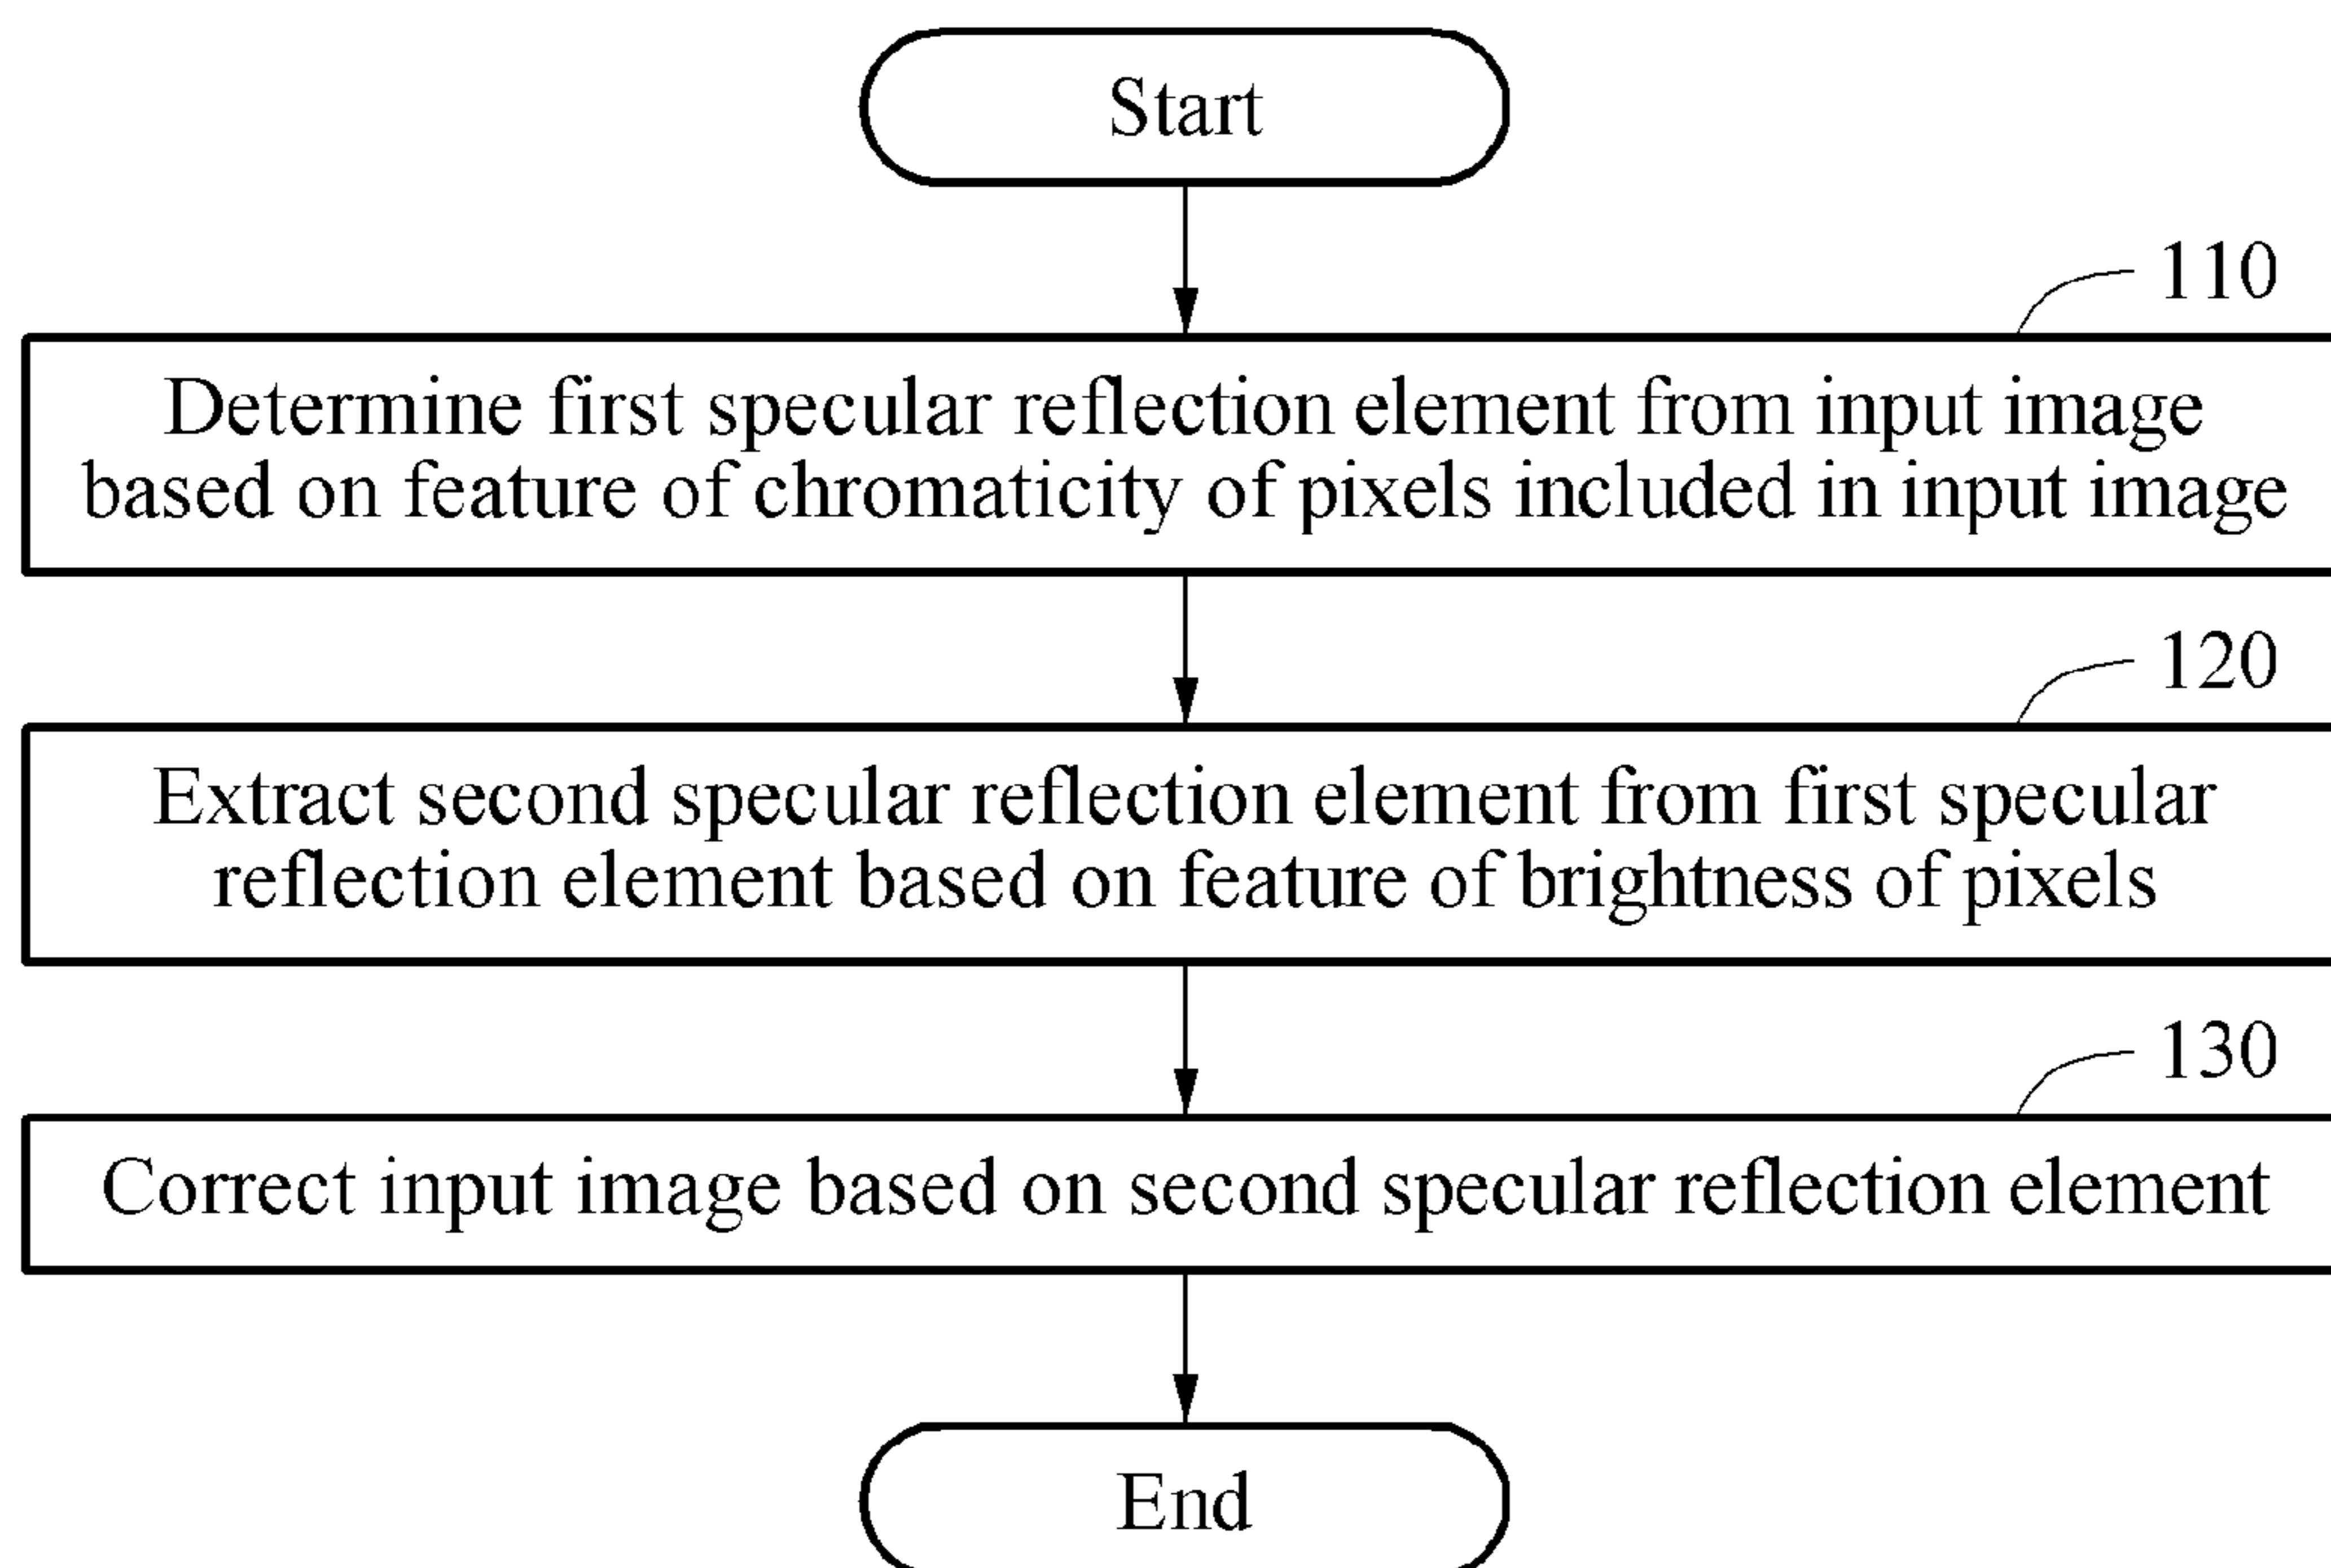 Start
110
Determine first specular reflection element from input image
based on feature of chromaticity of pixels included in input image
120
Extract second specular reflection element from first specular
reflection element based on feature of brightness of pixels
130
Correct input image based on second specular reflection element
End